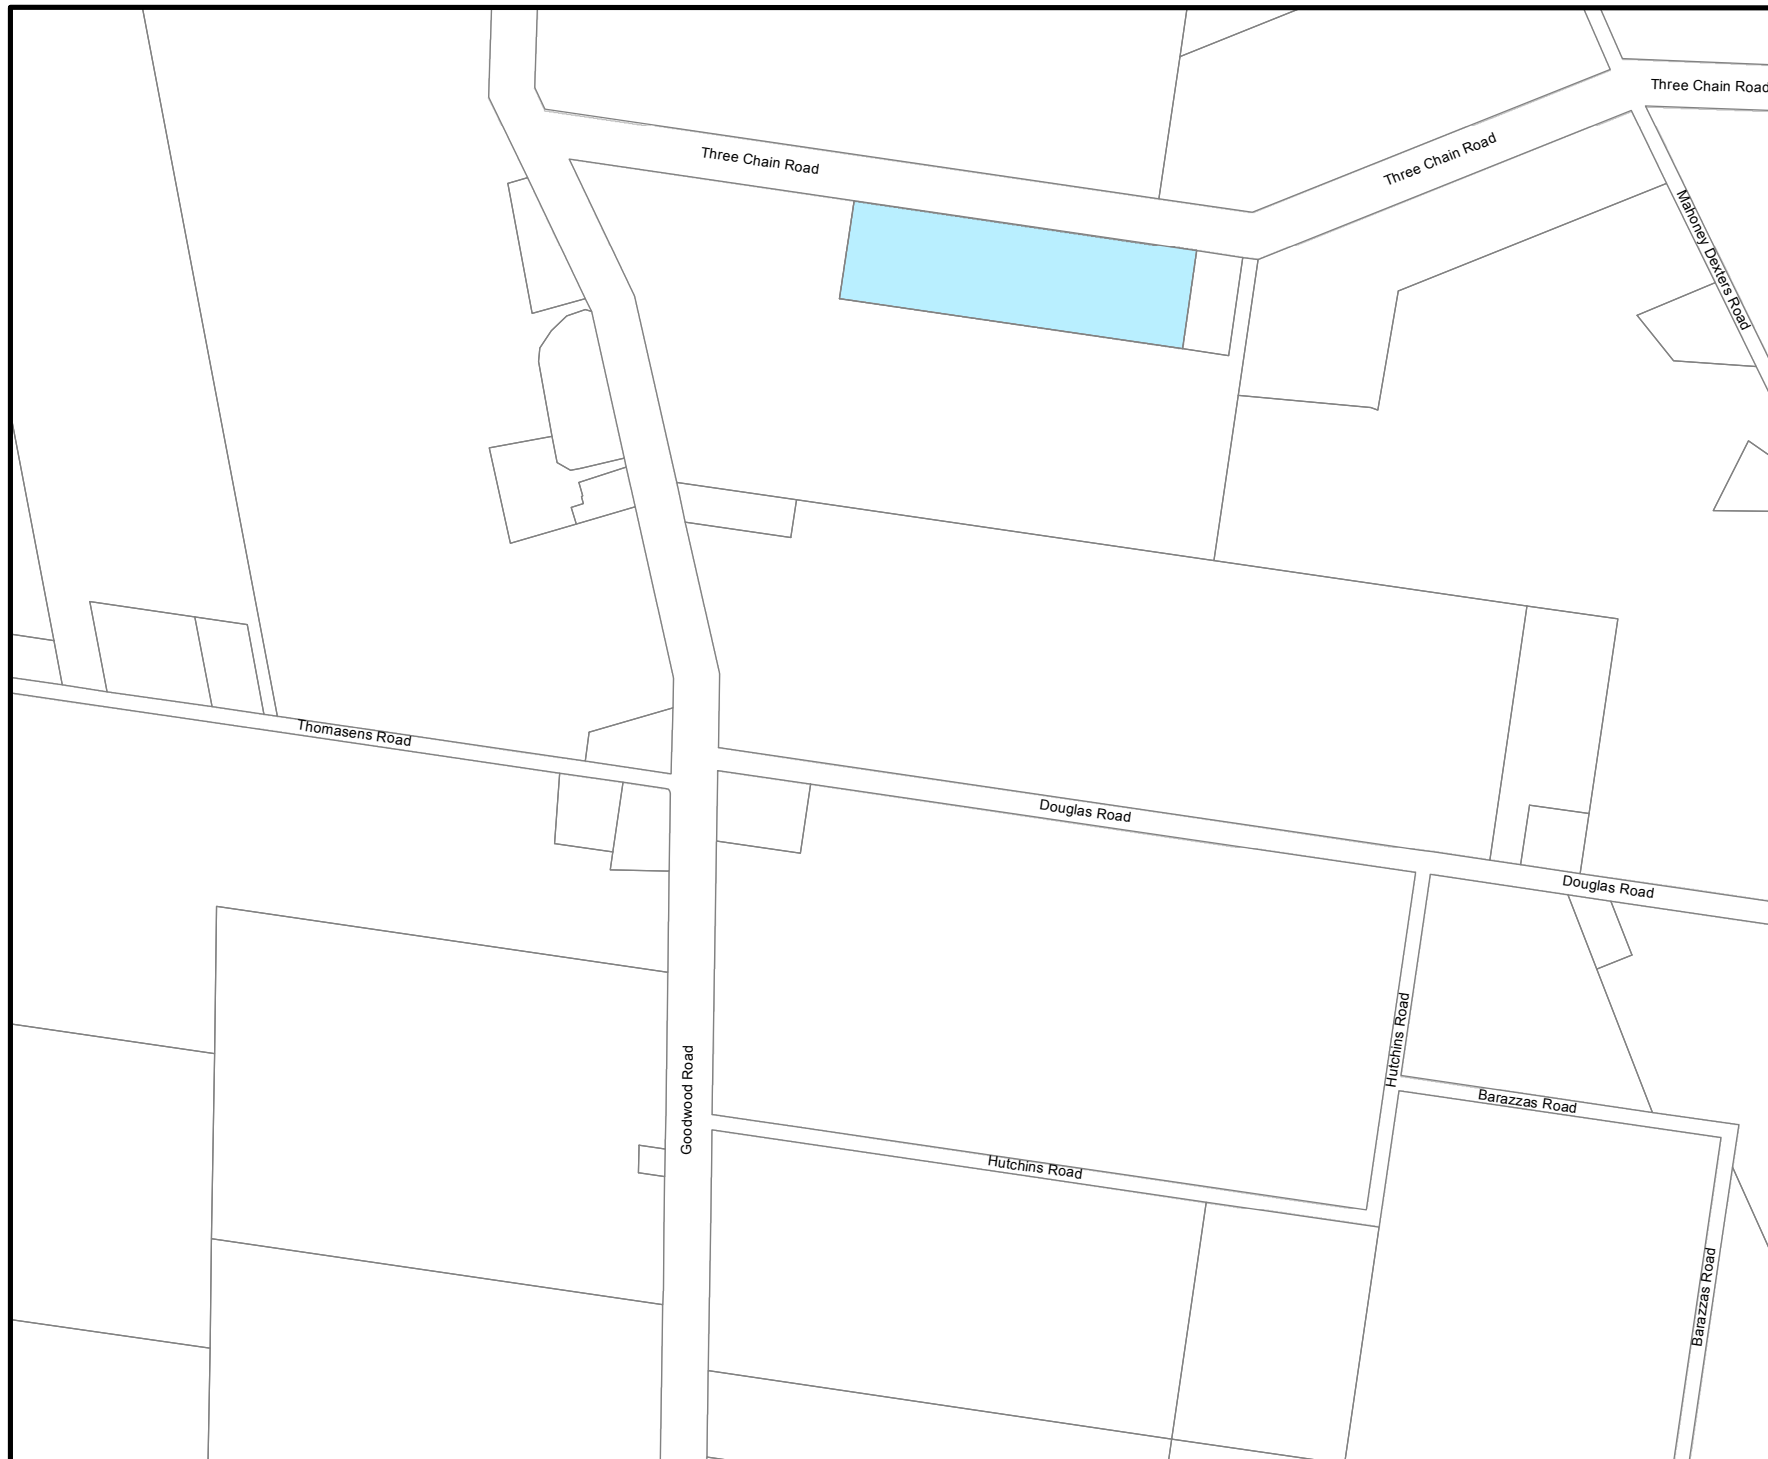 Three Chain Road
Three Chain Road
Three Chain Road
Mahoney Dexters Road
Thomasens Road
Douglas Road
Douglas Road
Hutchins Road
Goodwood Road
Barazzas Road
Hutchins Road
Barazzas Road